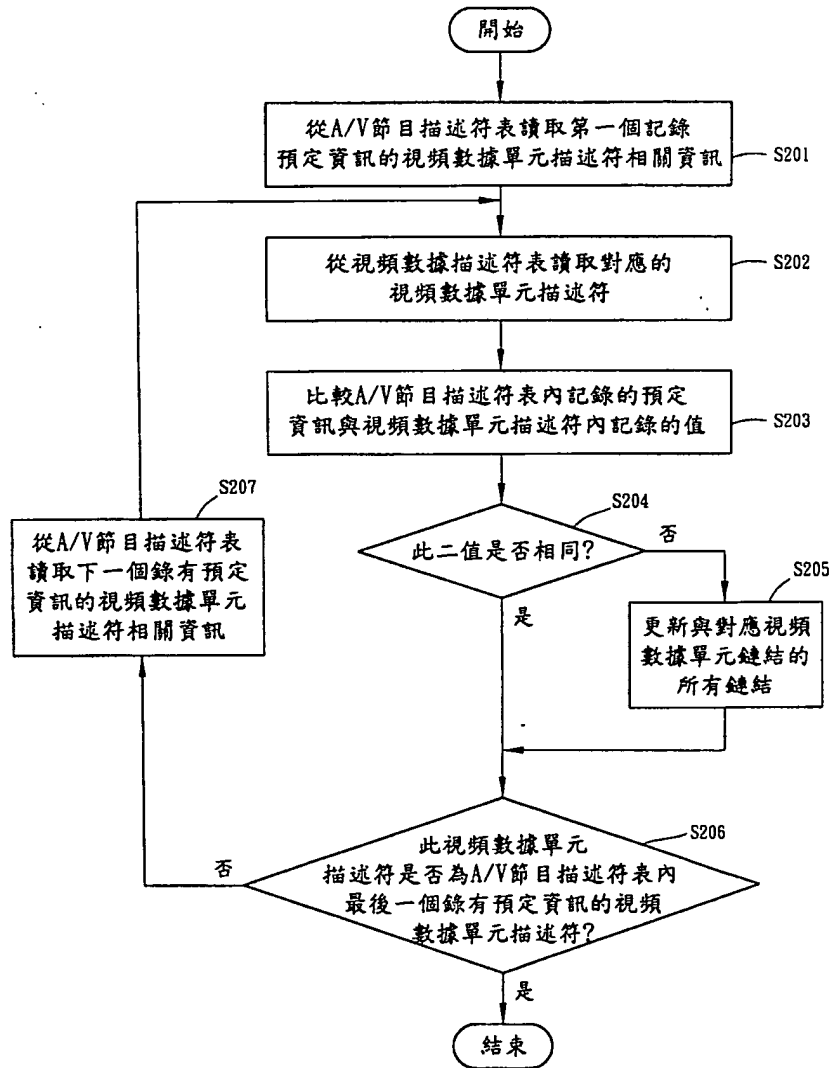 開始
從A/V節目描述符表讀取第一個記錄
預定資訊的視頻數據單元描述符相關資訊
S201
從視頻數據描述符表讀取對應的
視頻數據單元描述符
S202
比較A/V節目描述符表內記錄的預定
資訊與視頻數據單元描述符內記錄的值
S203
S207
從A/V節目描述符表
讀取下一個錄有預定
資訊的視頻數據單元
描述符相關資訊
S204
此二值是否相同?
否
是
S205
更新與對應視頻
數據單元鏈結的
所有鏈結
S206
此視頻數據單元
描述符是否為A/V節目描述符表內
最後一個錄有預定資訊的視頻
數據單元描述符?
否
是
結束